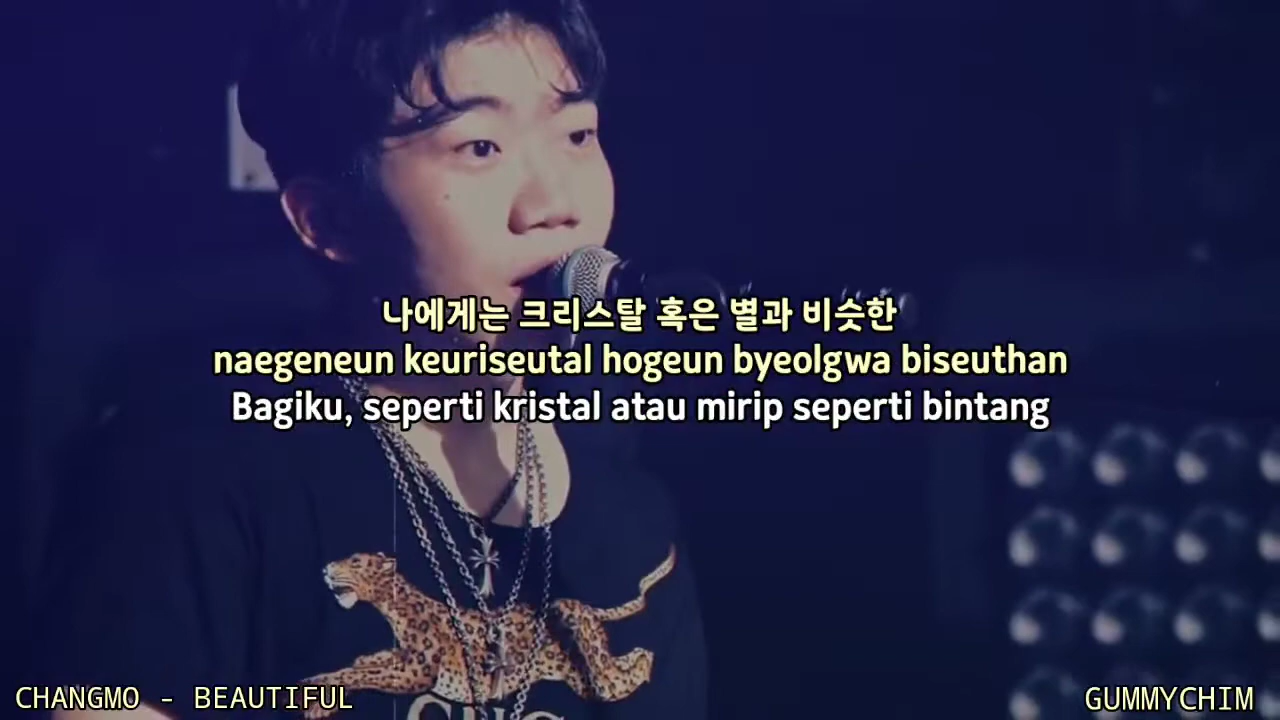 나에게는 크리스탈 혹은 별과 비슷한
naegeneun keuriseutal hogeun byeolgwa biseuthan
Bagiku, seperti kristal atau mirip seperti bintang
CHANGMO - BEAUTIFUL
GUMMYCHIM